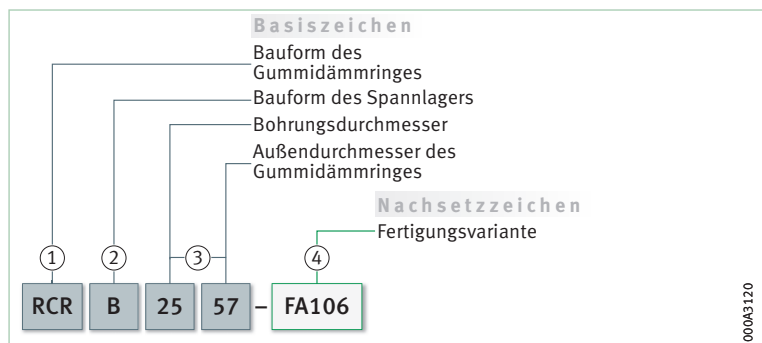 Basiszeichen
Bauform des
Gummidämmringes
Bauform des Spannlagers
Bohrungsdurchmesser
Außendurchmesser des
Gummidämmringes
Nachsetzzeichen
Fertigungsvariante
1 2 3 4
RCR B 25 57 – FA106
000A3120